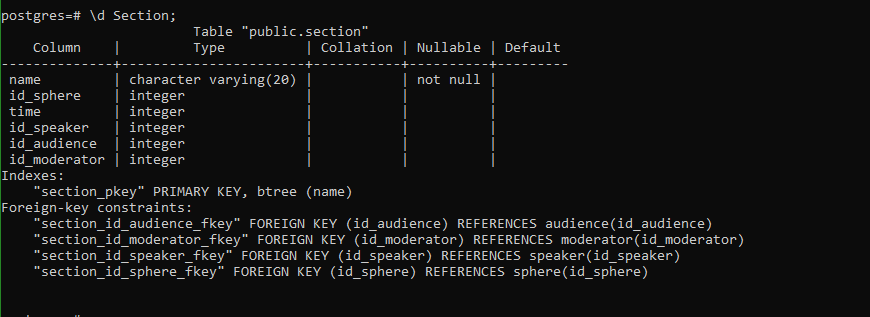 postgres=# \d Section;
                        Table "public.section"
    Column    |         Type          | Collation | Nullable | Default
--------------+-----------------------+-----------+----------+---------
 name         | character varying(20) |           | not null |
 id_sphere    | integer               |           |          |
 time         | integer               |           |          |
 id_speaker   | integer               |           |          |
 id_audience  | integer               |           |          |
 id_moderator | integer               |           |          |
Indexes:
    "section_pkey" PRIMARY KEY, btree (name)
Foreign-key constraints:
    "section_id_audience_fkey" FOREIGN KEY (id_audience) REFERENCES audience(id_audience)
    "section_id_moderator_fkey" FOREIGN KEY (id_moderator) REFERENCES moderator(id_moderator)
    "section_id_speaker_fkey" FOREIGN KEY (id_speaker) REFERENCES speaker(id_speaker)
    "section_id_sphere_fkey" FOREIGN KEY (id_sphere) REFERENCES sphere(id_sphere)